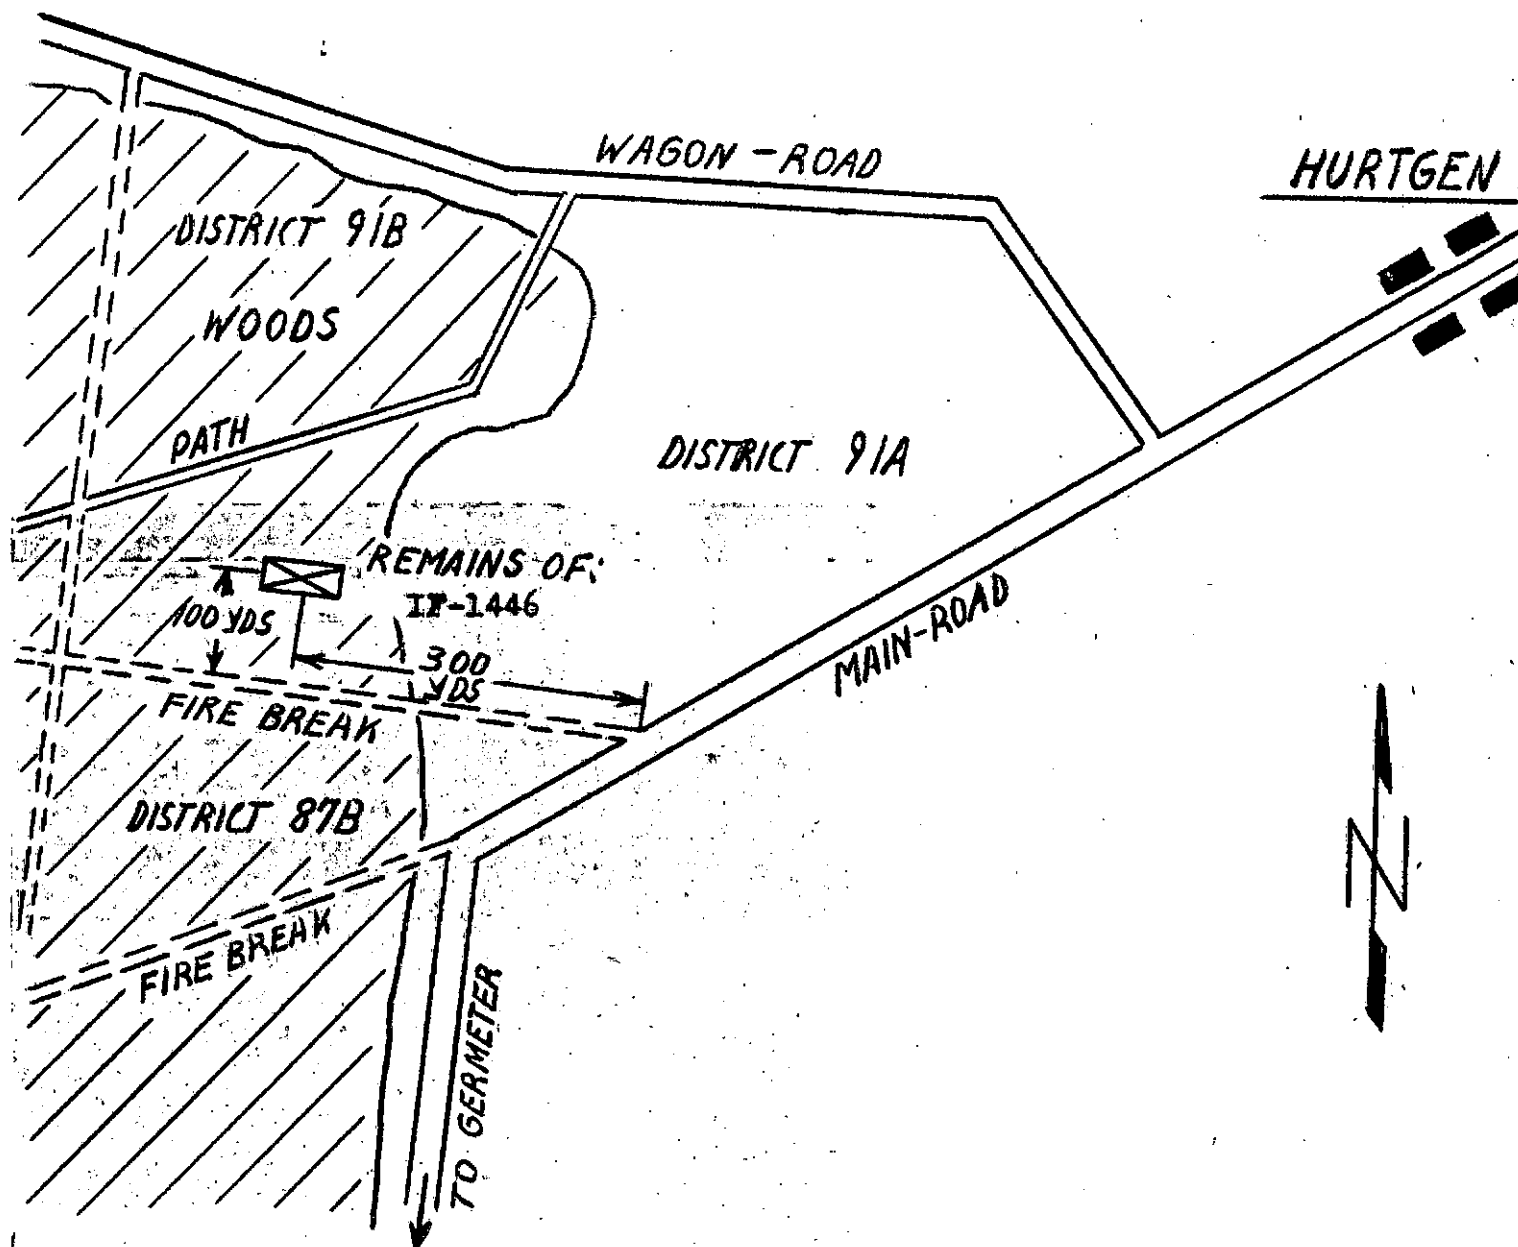 WAGON-ROAD
HURTGEN
DISTRICT 91B
WOODS
PATH
DISTRICT 91A
REMAINS OF:
100 YDS
300
YDS
MAIN-ROAD
FIRE BREAK
DISTRICT 87B
N
FIRE BREAK
TO GERMETER